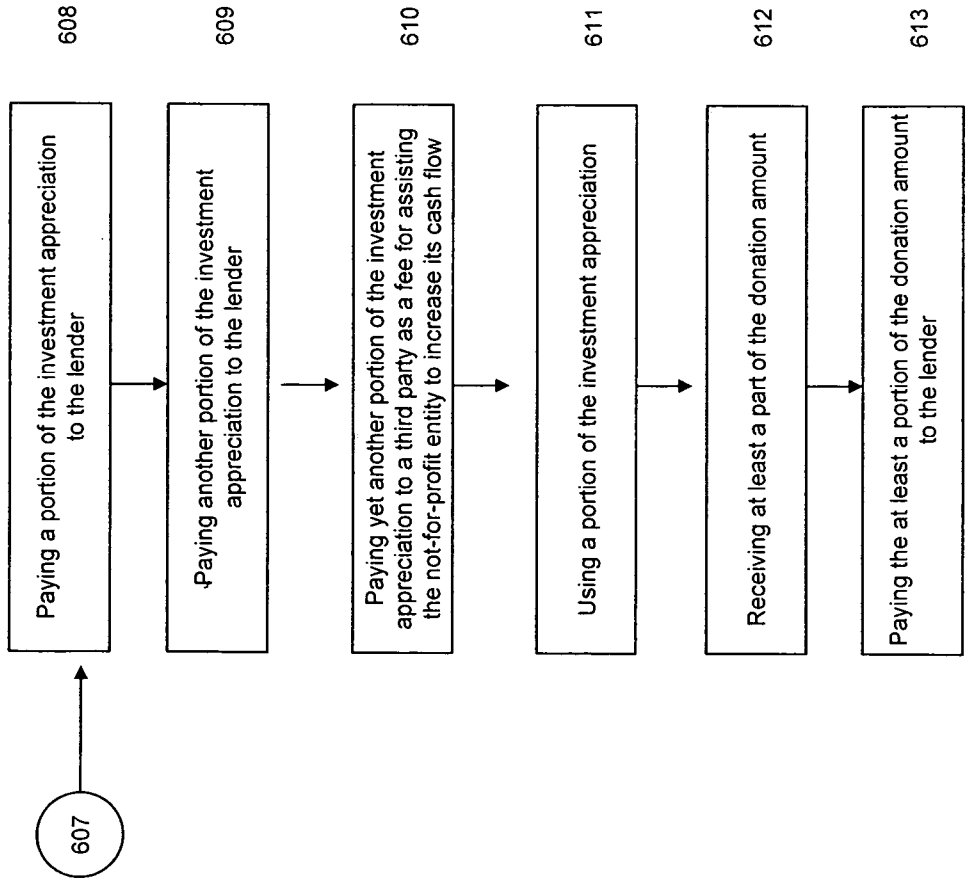 607
Paying a portion of the investment appreciation
to the lender
608
Paying another portion of the investment
appreciation to the lender
609
Paying yet another portion of the investment
appreciation to a third party as a fee for assisting
the not-for-profit entity to increase its cash flow
610
Using a portion of the investment appreciation
611
Receiving at least a part of the donation amount
612
Paying the at least a portion of the donation amount
to the lender
613